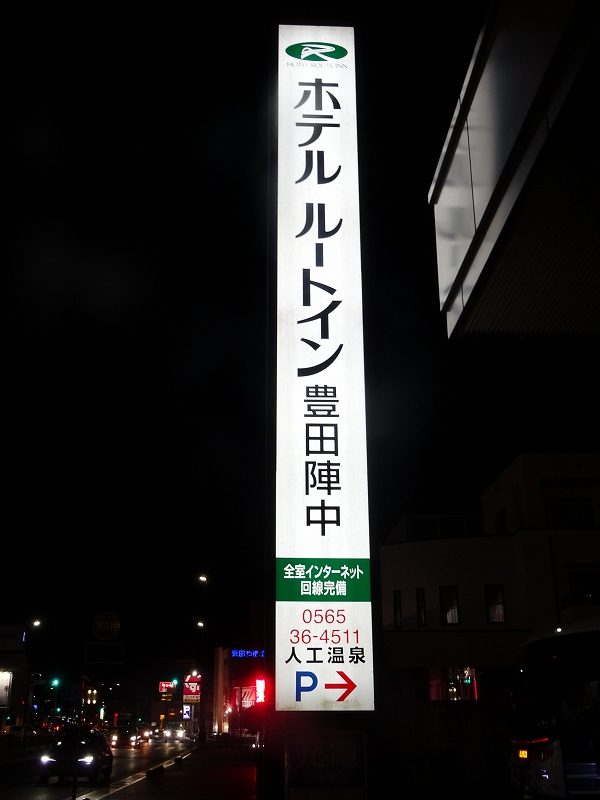 HOTEL ROUTE INN
ホテル ルートイン 豊田陣中
全室インターネット
回線完備
0565
36-4511
人工温泉
P